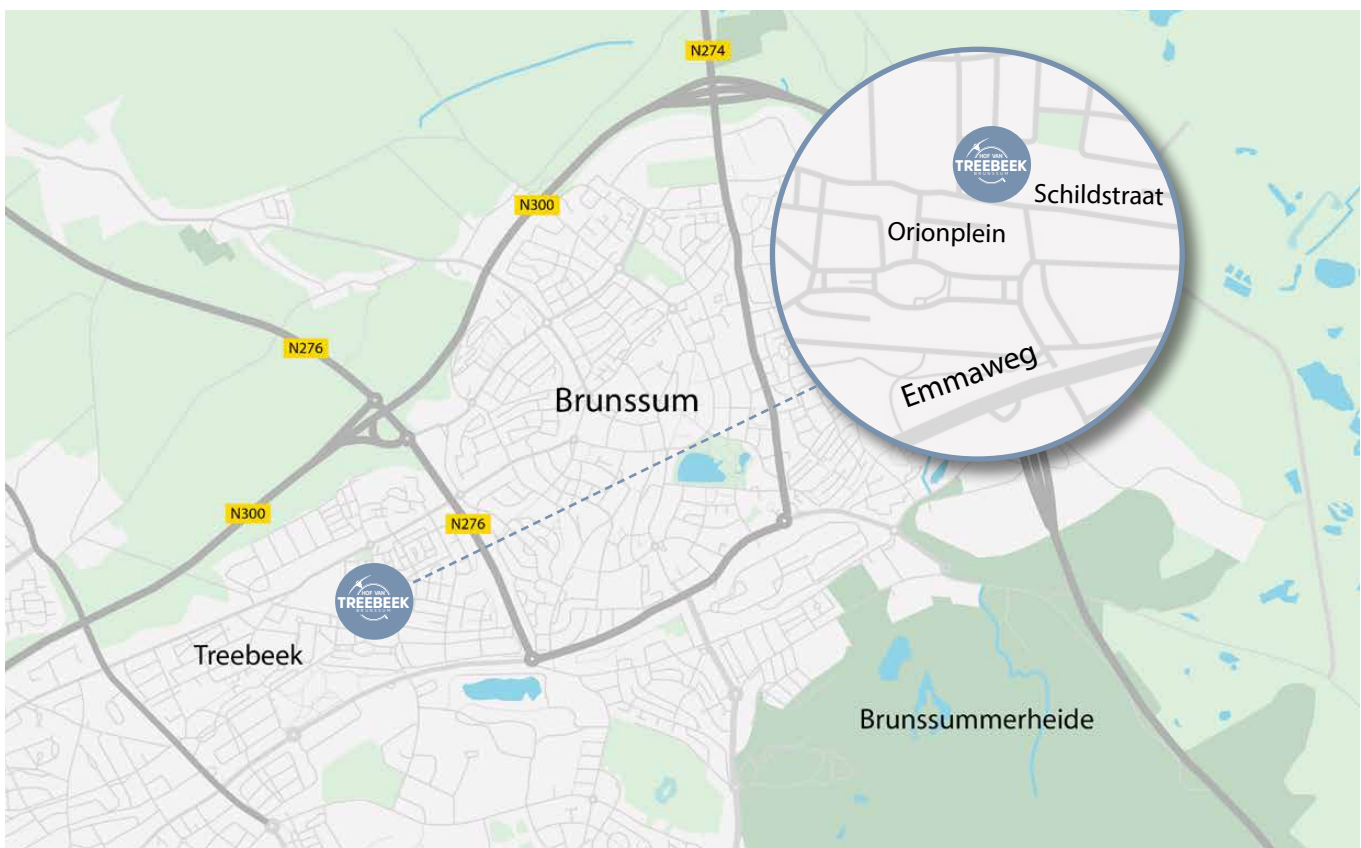 N274
HOF VAN
TREEBEEK
BRUNSSUM
Schildstraat
N300
Orionplein
N276
Emmaweg
Brunssum
N300
N276
HOF VAN
TREEBEEK
BRUNSSUM
Treebeek
Brunssummerheide